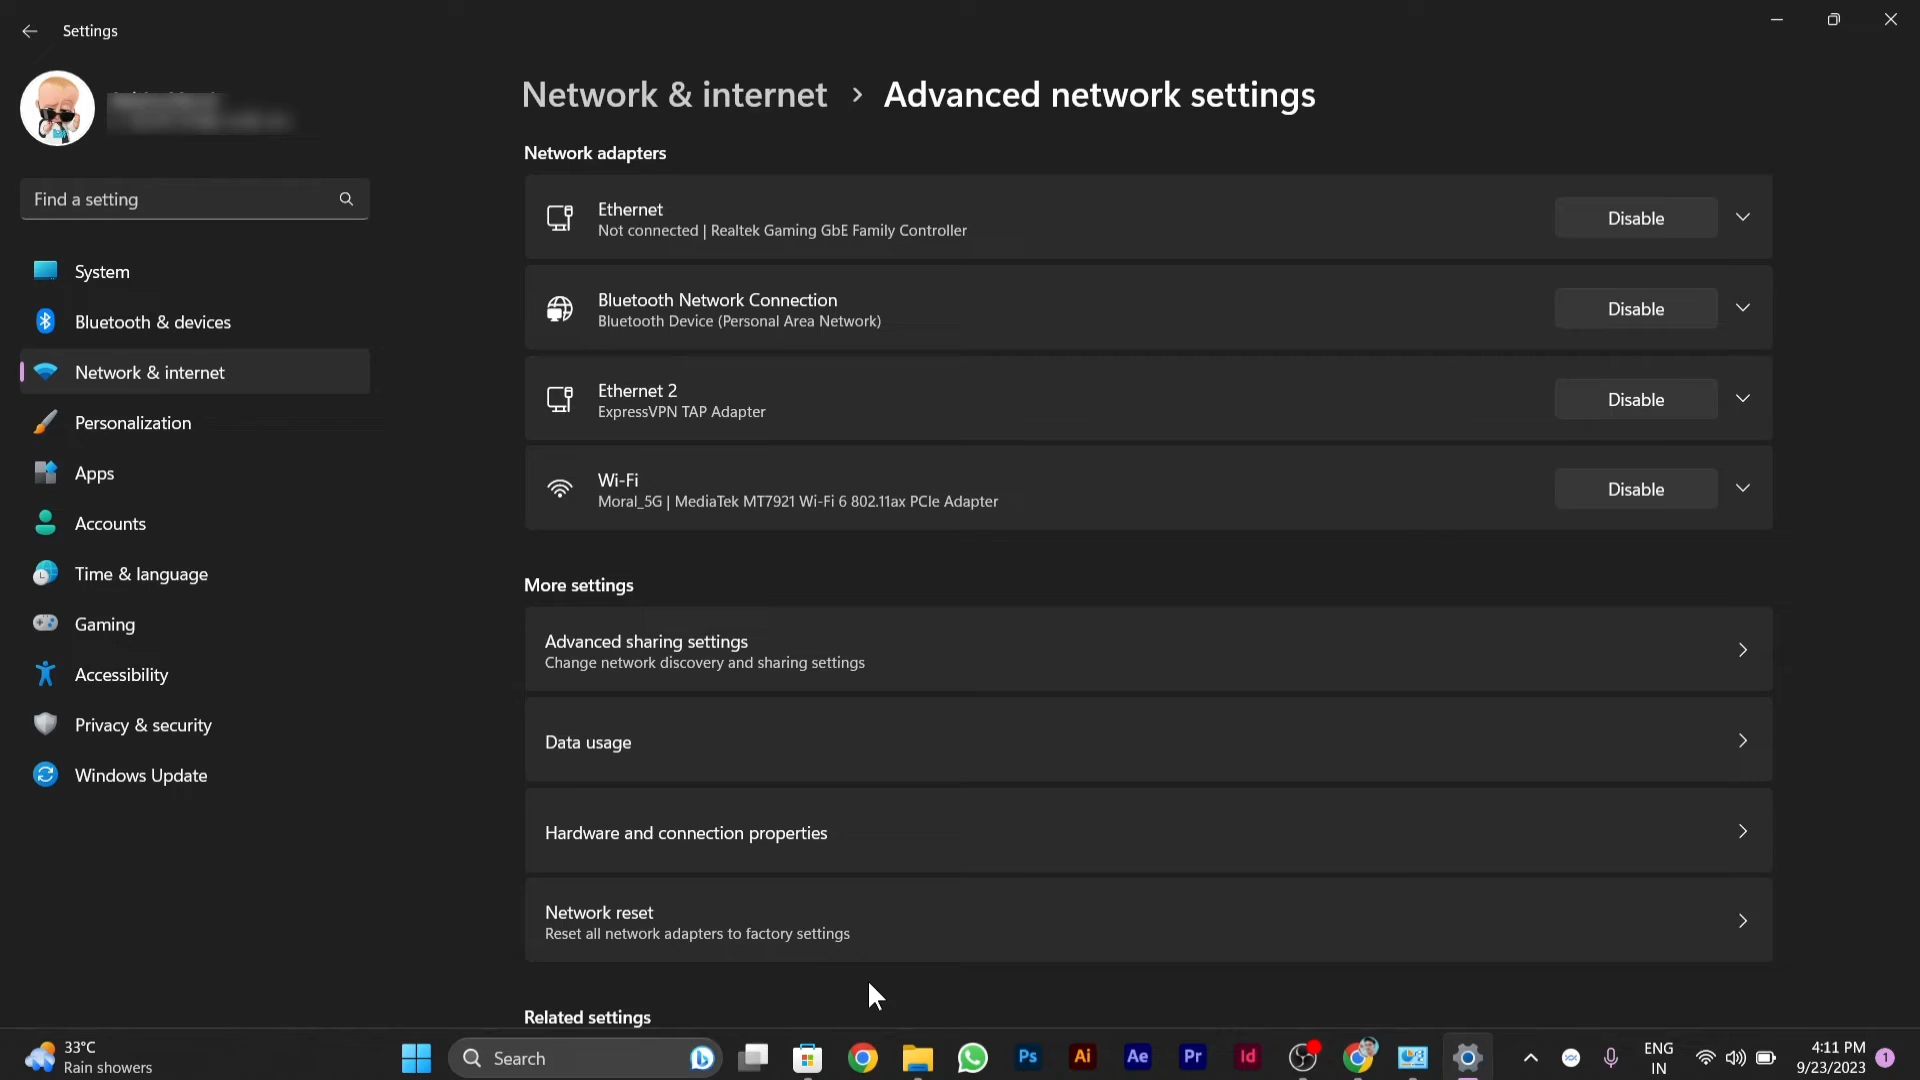 Settings
Find a setting
System
Bluetooth & devices
Network & internet
Personalization
Apps
Accounts
Time & language
Gaming
Accessibility
Privacy & security
Windows Update
Network & internet › Advanced network settings
Network adapters
Ethernet
Not connected | Realtek Gaming GbE Family Controller
Disable
Bluetooth Network Connection
Bluetooth Device (Personal Area Network)
Disable
Ethernet 2
ExpressVPN TAP Adapter
Disable
Wi-Fi
Moral_5G | MediaTek MT7921 Wi-Fi 6 802.11ax PCIe Adapter
Disable
More settings
Advanced sharing settings
Change network discovery and sharing settings
Data usage
Hardware and connection properties
Network reset
Reset all network adapters to factory settings
Related settings
33°C
Rain showers
Search
Ps
Ai
Ae
Pr
Id
ENG
IN
4:11 PM
9/23/2023
1